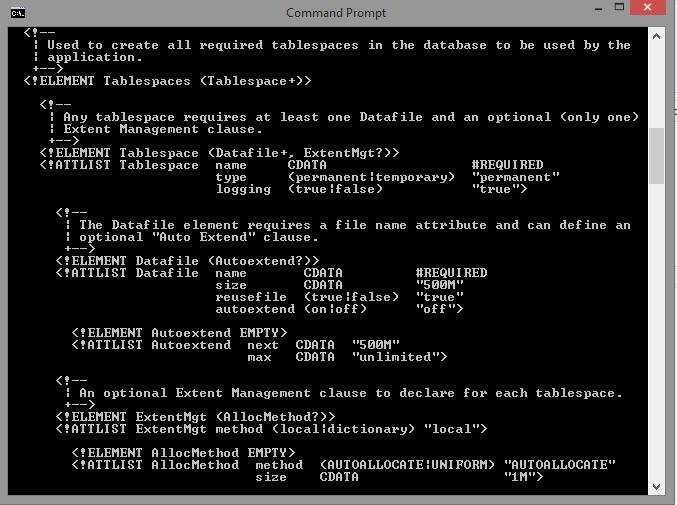 Command Prompt
C:\.
<!--
¦ Used to create all required tablespaces in the database to be used by the
¦ application.
+-->
<!ELEMENT Tablespaces (Tablespace+)>
<!--
¦ Any tablespace requires at least one Datafile and an optional (only one)
¦ Extent Management clause.
+-->
<!ELEMENT Tablespace (Datafile+, ExtentMgt?)>
<!ATTLIST Tablespace name CDATA #REQUIRED
type (permanent¦temporary) "permanent"
logging (true¦false) "true">
<!--
¦ The Datafile element requires a file name attribute and can define an
¦ optional "Auto Extend" clause.
+-->
<!ELEMENT Datafile (Autoextend?)>
<!ATTLIST Datafile name CDATA #REQUIRED
size CDATA "500M"
reusefile (true¦false) "true"
autoextend (on¦off) "off">
<!ELEMENT Autoextend EMPTY>
<!ATTLIST Autoextend next CDATA "500M"
max CDATA "unlimited">
<!--
¦ An optional Extent Management clause to declare for each tablespace.
+-->
<!ELEMENT ExtentMgt (AllocMethod?)>
<!ATTLIST ExtentMgt method (local¦dictionary) "local">
<!ELEMENT AllocMethod EMPTY>
<!ATTLIST AllocMethod method (AUTOALLOCATE¦UNIFORM) "AUTOALLOCATE"
size CDATA "1M">